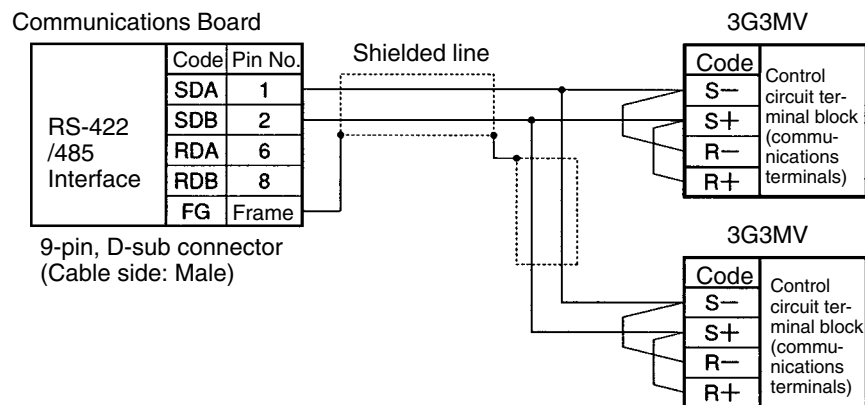 Communications Board
RS-422
/485
Interface
Code Pin No.
SDA 1
SDB 2
RDA 6
RDB 8
FG Frame
9-pin, D-sub connector
(Cable side: Male)
Shielded line
3G3MV
Code
S−
S+
R−
R+
Control
circuit ter-
minal block
(commu-
nications
terminals)
3G3MV
Code
S−
S+
R−
R+
Control
circuit ter-
minal block
(commu-
nications
terminals)